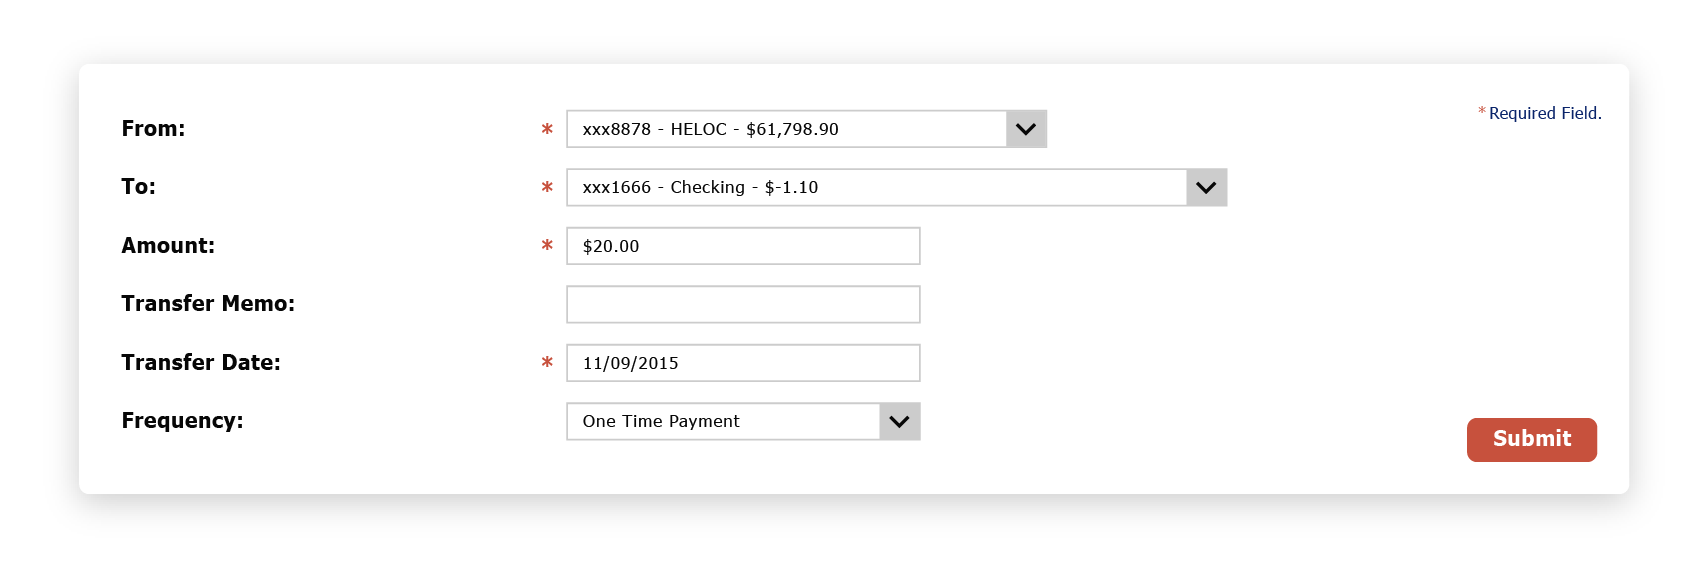 * Required Field.
From: * xxx8878 - HELOC - $61,798.90
To: * xxx1666 - Checking - $-1.10
Amount: * $20.00
Transfer Memo:
Transfer Date: * 11/09/2015
Frequency: One Time Payment
Submit